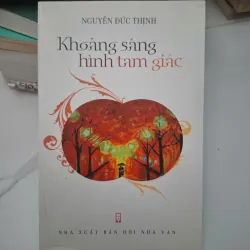 NGUYỄN ĐỨC THỊNH
Khoảng sáng
hình tam giác
NHÀ XUẤT BẢN HỘI NHÀ VĂN